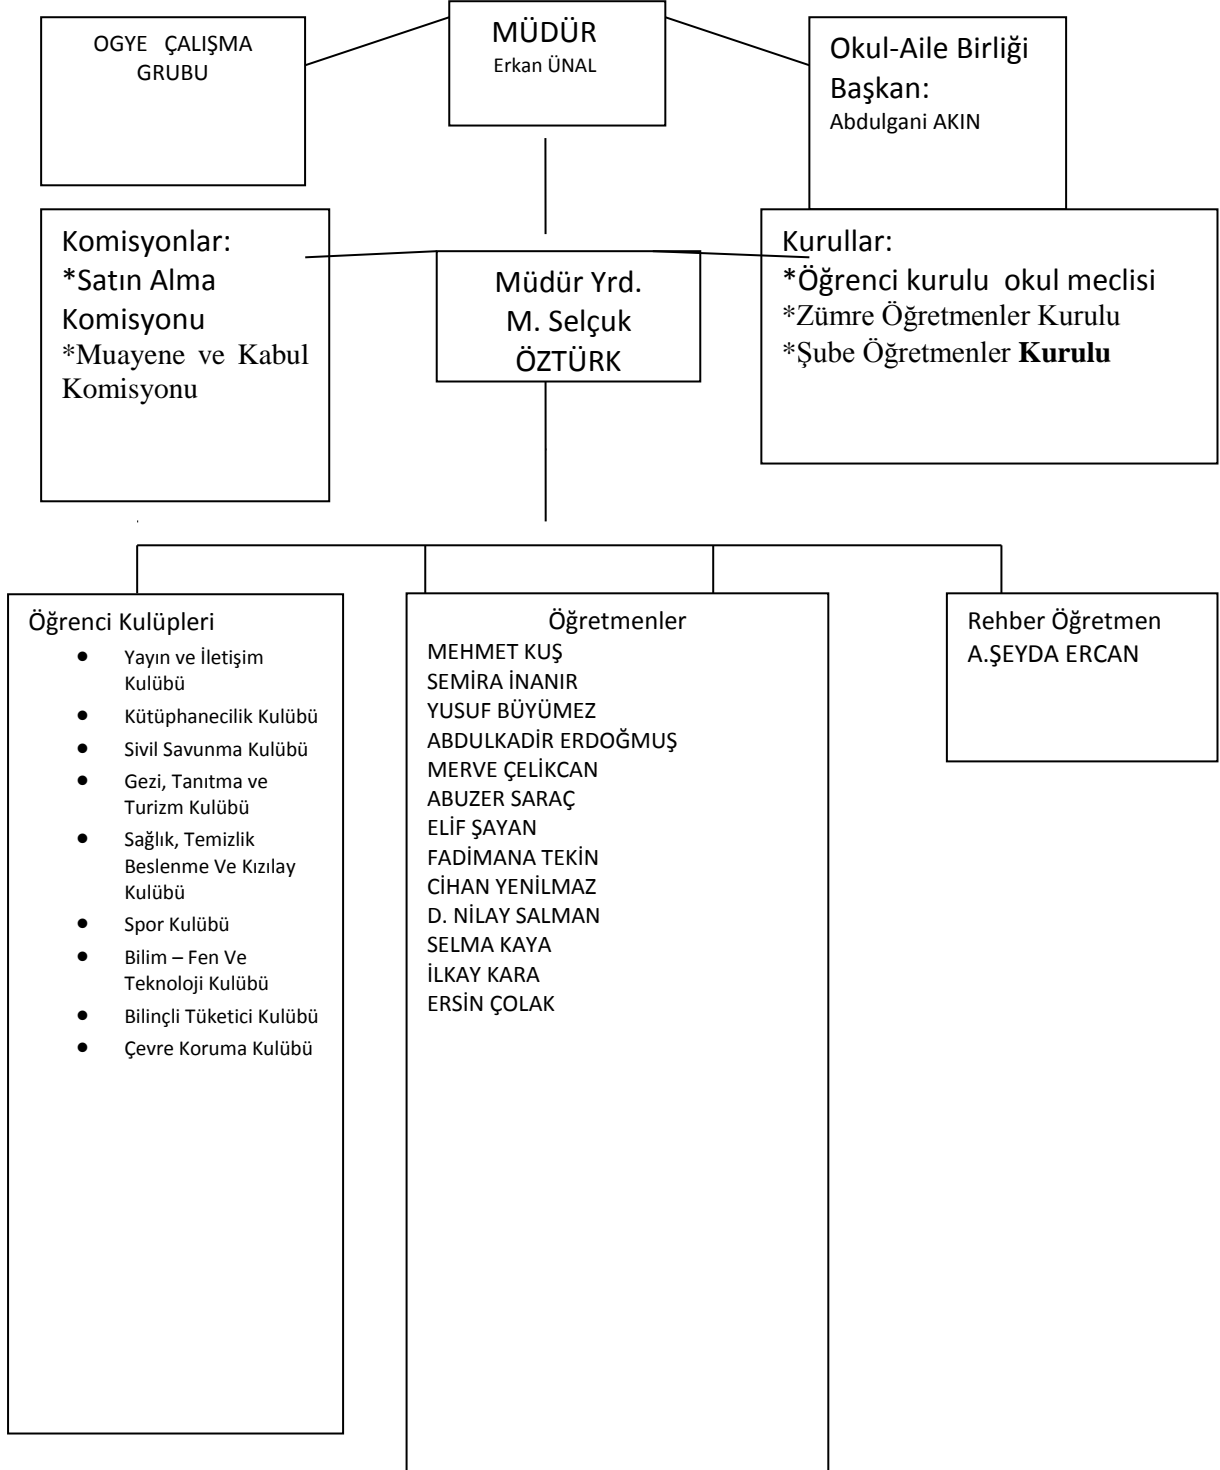 OGYE ÇALIŞMA
GRUBU
MÜDÜR
Erkan ÜNAL
Okul-Aile Birliği
Başkan:
Abdulgani AKIN
Komisyonlar:
*Satın Alma
Komisyonu
*Muayene ve Kabul
Komisyonu
Müdür Yrd.
M. Selçuk
ÖZTÜRK
Kurullar:
*Öğrenci kurulu okul meclisi
*Zümre Öğretmenler Kurulu
*Şube Öğretmenler Kurulu
Öğrenci Kulüpleri
• Yayın ve İletişim
Kulübü
• Kütüphanecilik Kulübü
• Sivil Savunma Kulübü
• Gezi, Tanıtma ve
Turizm Kulübü
• Sağlık, Temizlik
Beslenme Ve Kızılay
Kulübü
• Spor Kulübü
• Bilim – Fen Ve
Teknoloji Kulübü
• Bilinçli Tüketici Kulübü
• Çevre Koruma Kulübü
Öğretmenler
MEHMET KUŞ
SEMİRA İNANIR
YUSUF BÜYÜMEZ
ABDULKADİR ERDOĞMUŞ
MERVE ÇELİKCAN
ABUZER SARAÇ
ELİF ŞAYAN
FADİMANA TEKİN
CİHAN YENİLMAZ
D. NİLAY SALMAN
SELMA KAYA
İLKAY KARA
ERSİN ÇOLAK
Rehber Öğretmen
A.ŞEYDA ERCAN